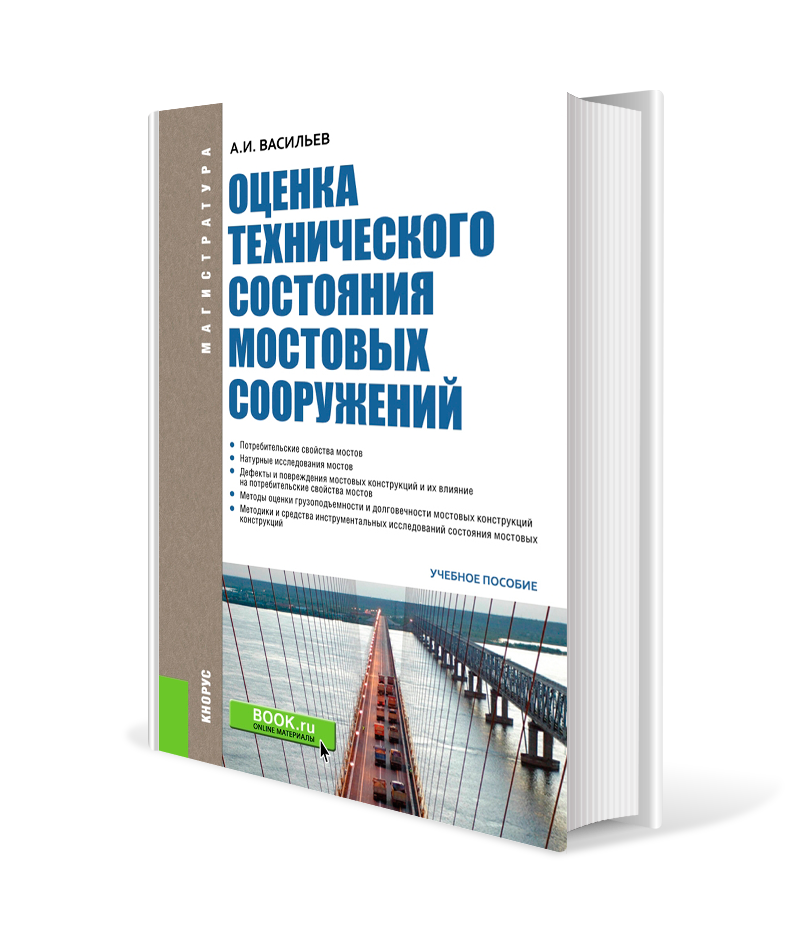 А.И. ВАСИЛЬЕВ
ОЦЕНКА
ТЕХНИЧЕСКОГО
СОСТОЯНИЯ
МОСТОВЫХ
СООРУЖЕНИЙ
• Потребительские свойства мостов
• Натурные исследования мостов
• Дефекты и повреждения мостовых конструкций и их влияние
на потребительские свойства мостов
• Методы оценки грузоподъемности и долговечности мостовых конструкций
• Методики и средства инструментальных исследований состояния мостовых
конструкций
УЧЕБНОЕ ПОСОБИЕ
МАГИСТРАТУРА
КНОРУС
BOOK.ru
ONLINE МАТЕРИАЛЫ